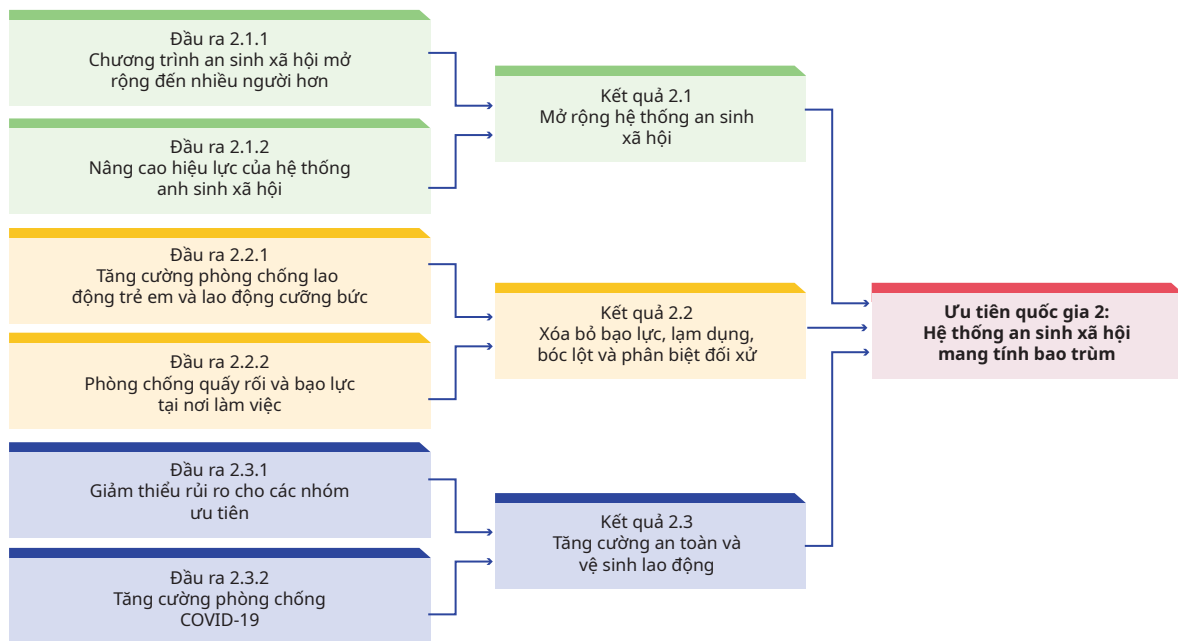 Đầu ra 2.1.1
Chương trình an sinh xã hội mở
rộng đến nhiều người hơn
Đầu ra 2.1.2
Nâng cao hiệu lực của hệ thống
anh sinh xã hội
Kết quả 2.1
Mở rộng hệ thống an sinh
xã hội
Đầu ra 2.2.1
Tăng cường phòng chống lao
động trẻ em và lao động cưỡng bức
Đầu ra 2.2.2
Phòng chống quấy rối và bạo lực
tại nơi làm việc
Kết quả 2.2
Xóa bỏ bạo lực, lạm dụng,
bóc lột và phân biệt đối xử
Đầu ra 2.3.1
Giảm thiểu rủi ro cho các nhóm
ưu tiên
Đầu ra 2.3.2
Tăng cường phòng chống
COVID-19
Kết quả 2.3
Tăng cường an toàn và
vệ sinh lao động
Ưu tiên quốc gia 2:
Hệ thống an sinh xã hội
mang tính bao trùm